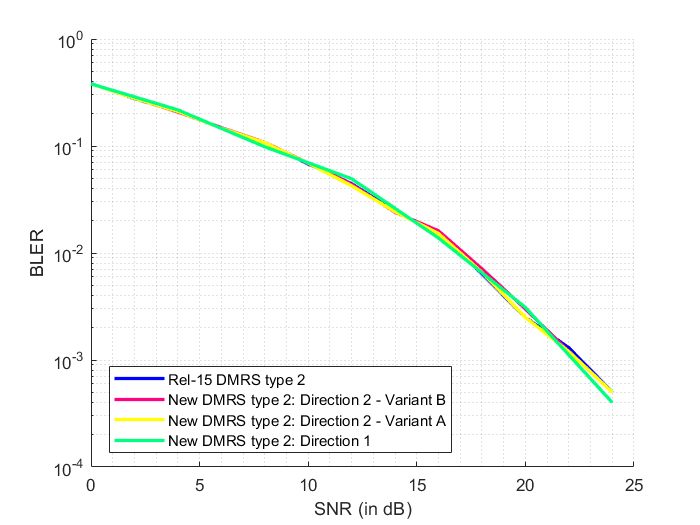 10^0
10^-1
10^-2
10^-3
10^-4
BLER
Rel-15 DMRS type 2
New DMRS type 2: Direction 2 - Variant B
New DMRS type 2: Direction 2 - Variant A
New DMRS type 2: Direction 1
0 5 10 15 20 25
SNR (in dB)